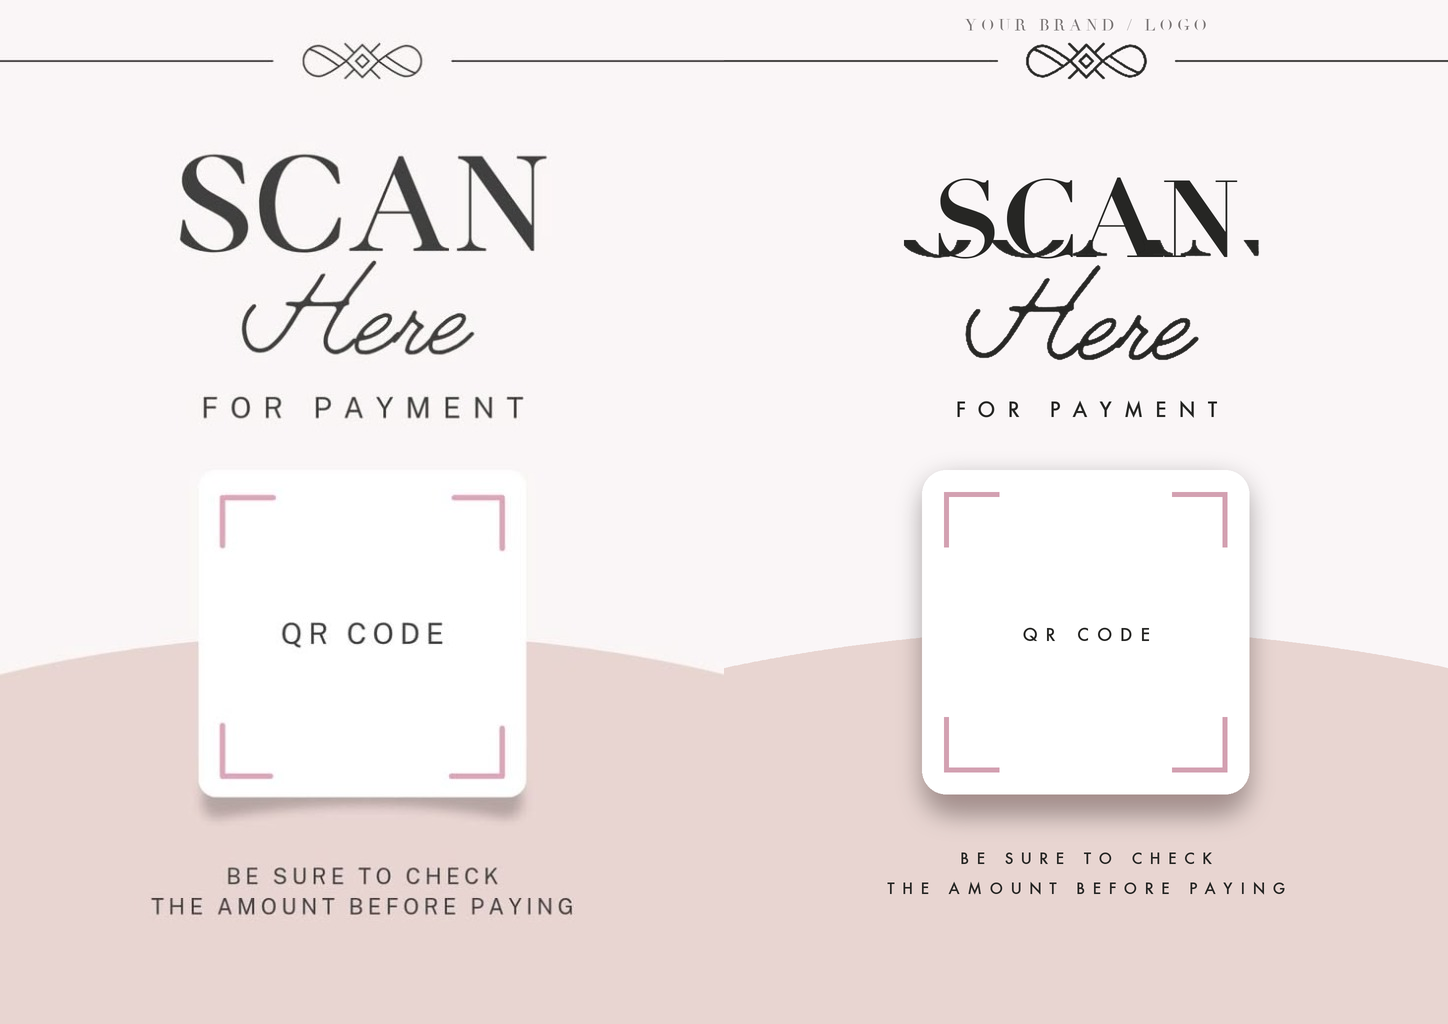 SCAN
Here
FOR PAYMENT
QR CODE
BE SURE TO CHECK
THE AMOUNT BEFORE PAYING
YOUR BRAND / LOGO
SCAN
Here
FOR PAYMENT
QR CODE
BE SURE TO CHECK
THE AMOUNT BEFORE PAYING